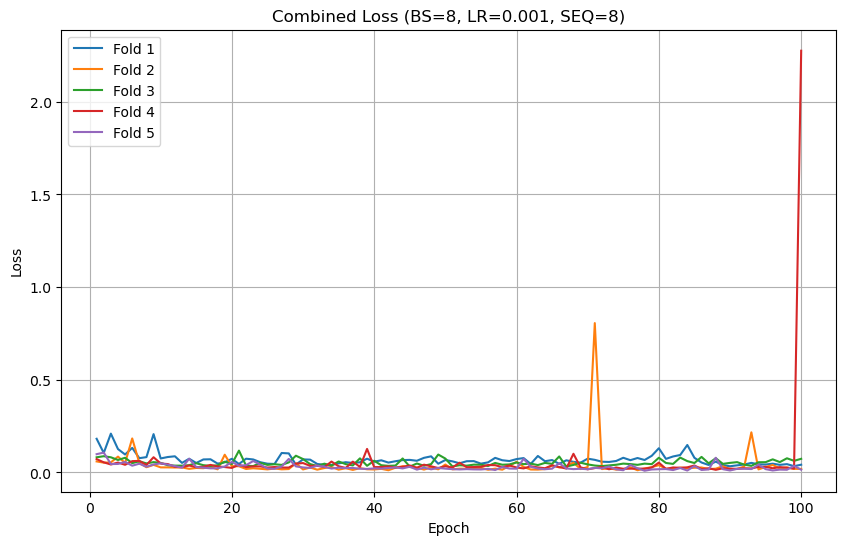 Combined Loss (BS=8, LR=0.001, SEQ=8)
Fold 1
Fold 2
Fold 3
Fold 4
Fold 5
2.0
1.5
1.0
0.5
0.0
Loss
0 20 40 60 80 100
Epoch